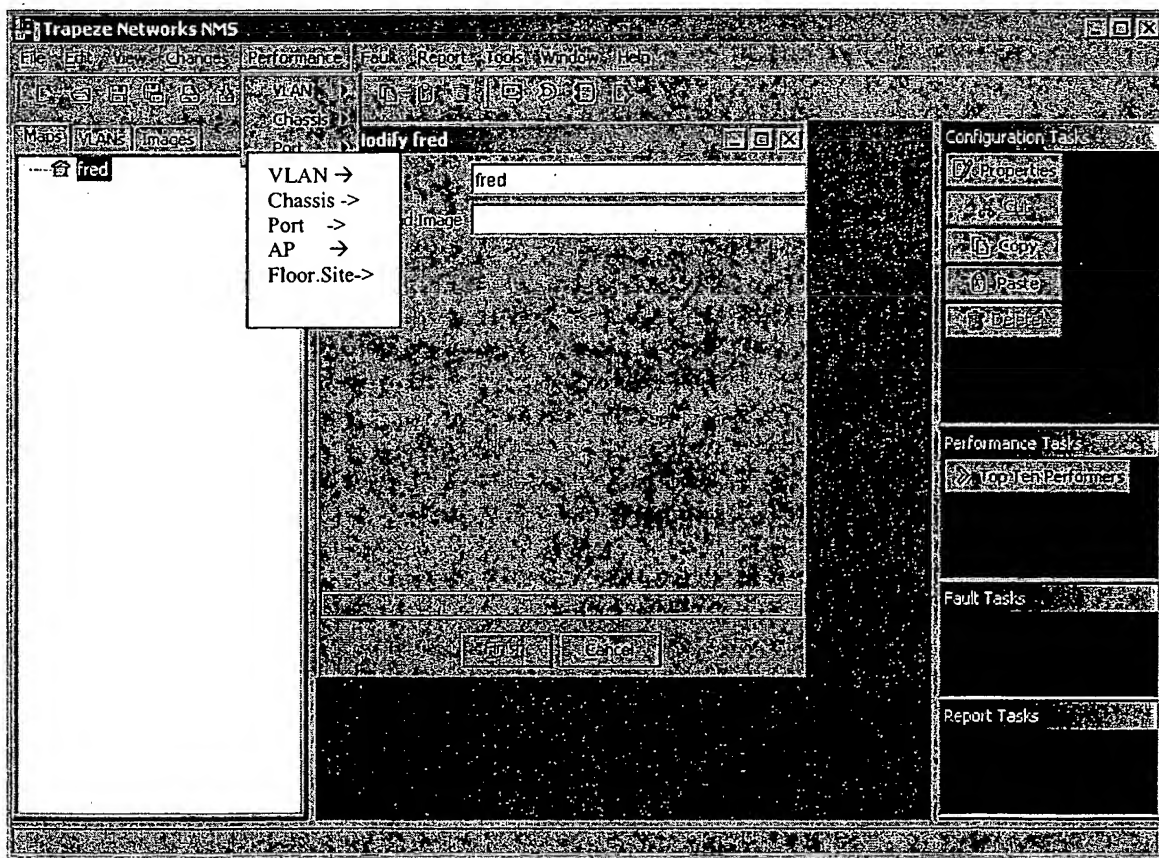 Trapeze Networks NMS
File Edit View Changes Performance Fault Report Tools Window Help
VLAN
Chassis
Port
Maps VLANs Images
fred
VLAN →
Chassis ->
Port ->
AP →
Floor.Site->
Modify fred
fred
Image
Finish Cancel
Configuration Tasks
Properties
Copy
Paste
Delete
Performance Tasks
Top Ten Performers
Fault Tasks
Report Tasks